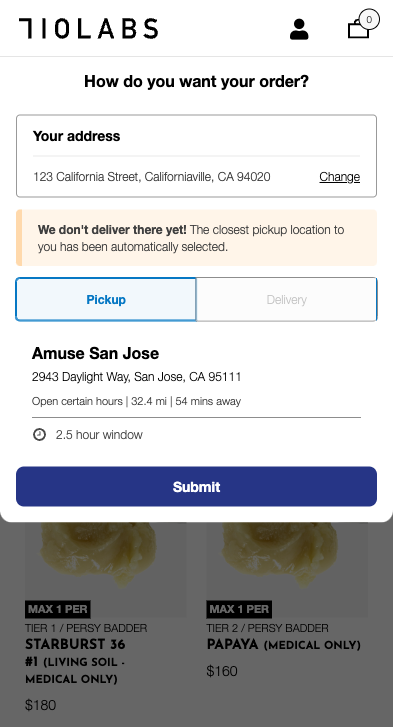 710LABS
0
How do you want your order?
Your address
123 California Street, Californiaville, CA 94020 Change
We don't deliver there yet! The closest pickup location to
you has been automatically selected.
Pickup Delivery
Amuse San Jose
2943 Daylight Way, San Jose, CA 95111
Open certain hours | 32.4 mi | 54 mins away
2.5 hour window
Submit
MAX 1 PER
TIER 1 / PERSY BADDER
STARBURST 36
#1 (LIVING SOIL -
MEDICAL ONLY)
$180
MAX 1 PER
TIER 2 / PERSY BADDER
PAPAYA (MEDICAL ONLY)
$160